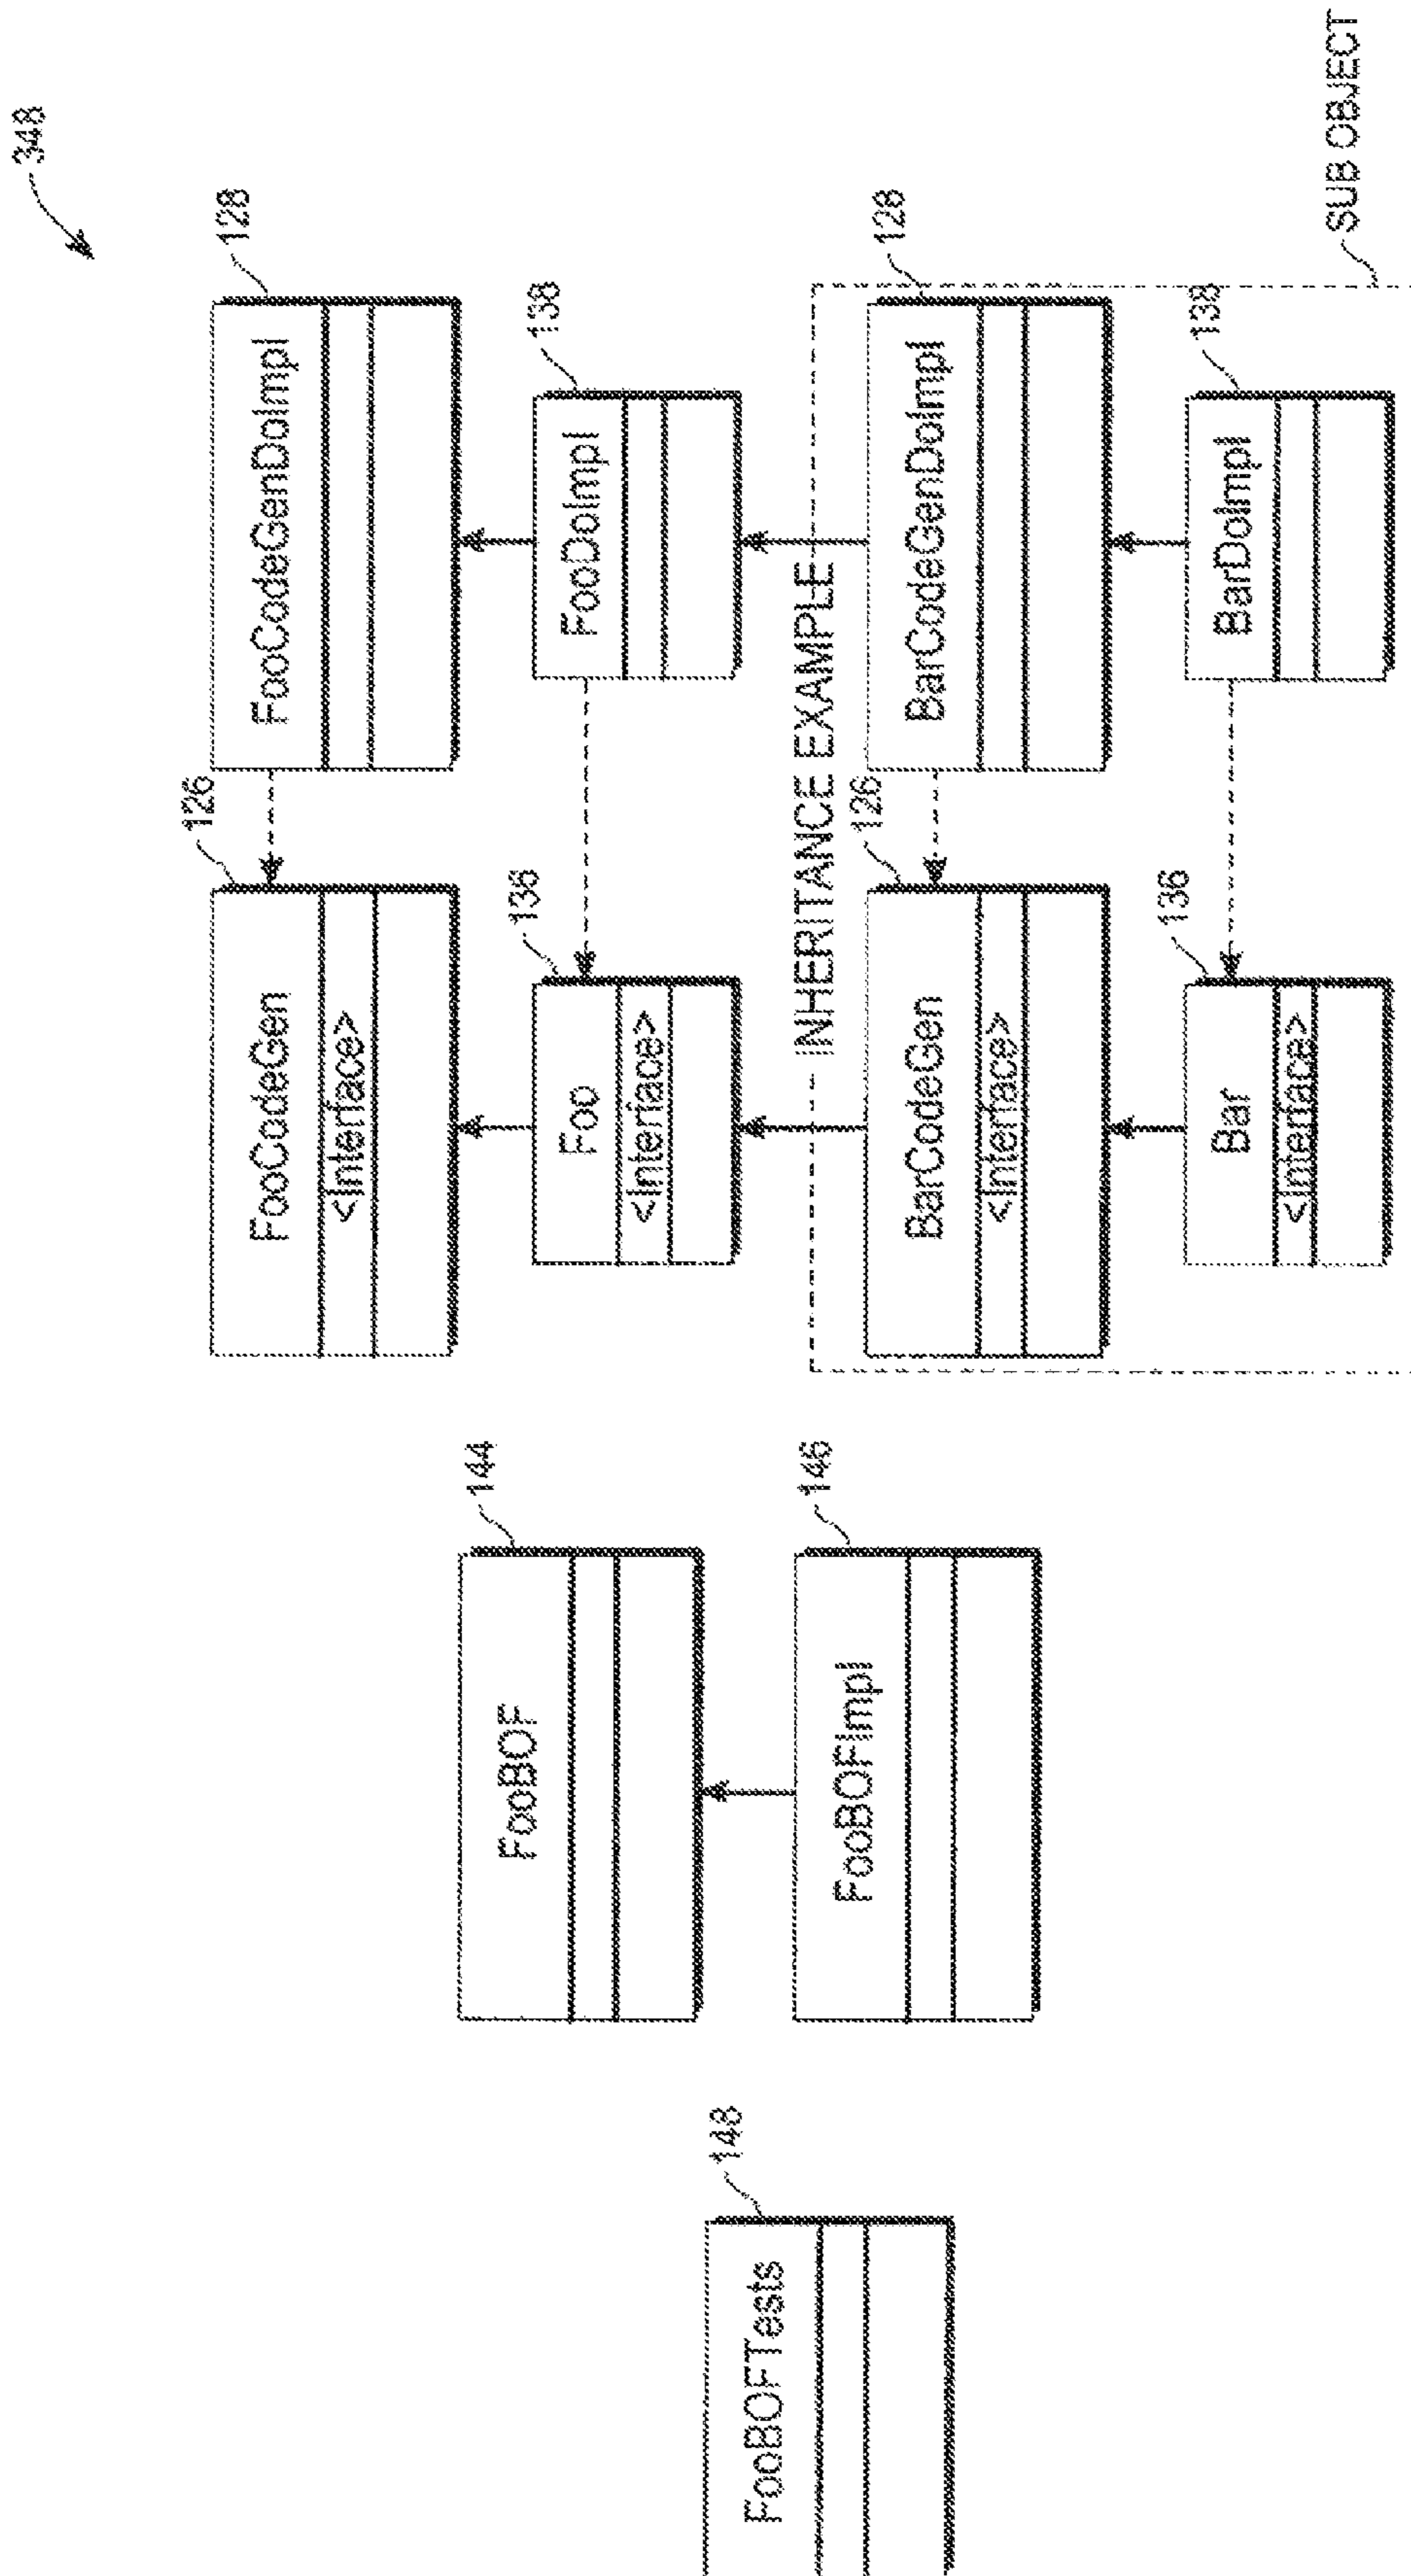 348
126
128
FooCodeGen
<Interface>
FooCodeGenDoImpl
144
FooBOF
136
138
Foo
<Interface>
FooDoImpl
148
FooBOFTests
146
FooBOFImpl
INHERITANCE EXAMPLE
126
128
BarCodeGen
<Interface>
BarCodeGenDoImpl
136
138
Bar
<Interface>
BarDoImpl
SUB OBJECT